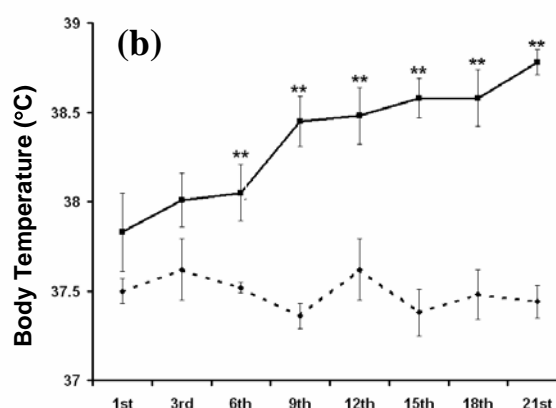 (b)
Body Temperature (°C)
39
38.5
38
37.5
37
** ** ** ** ** **
1st 3rd 6th 9th 12th 15th 18th 21st